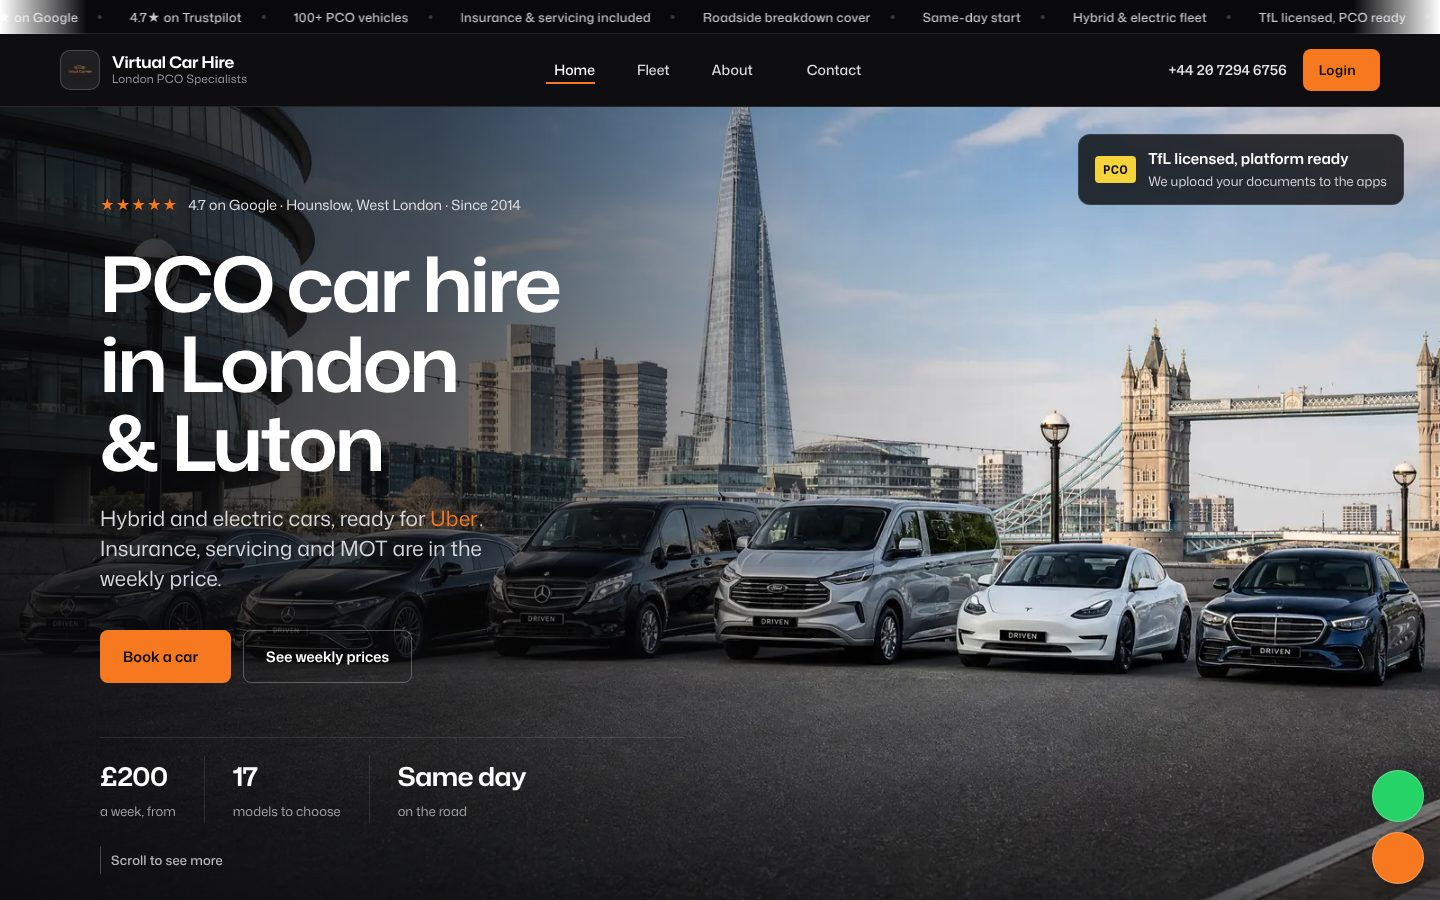 on Google • 4.7★ on Trustpilot • 100+ PCO vehicles • Insurance & servicing included • Roadside breakdown cover • Same-day start • Hybrid & electric fleet • TfL licensed, PCO ready
Virtual Car Hire
London PCO Specialists
Home
Fleet
About
Contact
+44 20 7294 6756
Login
PCO
TfL licensed, platform ready
We upload your documents to the apps
★★★★★ 4.7 on Google · Hounslow, West London · Since 2014
PCO car hire
in London
& Luton
Hybrid and electric cars, ready for Uber.
Insurance, servicing and MOT are in the
weekly price.
DRIVEN
DRIVEN
DRIVEN
DRIVEN
DRIVEN
DRIVEN
Book a car
See weekly prices
£200
a week, from
17
models to choose
Same day
on the road
Scroll to see more